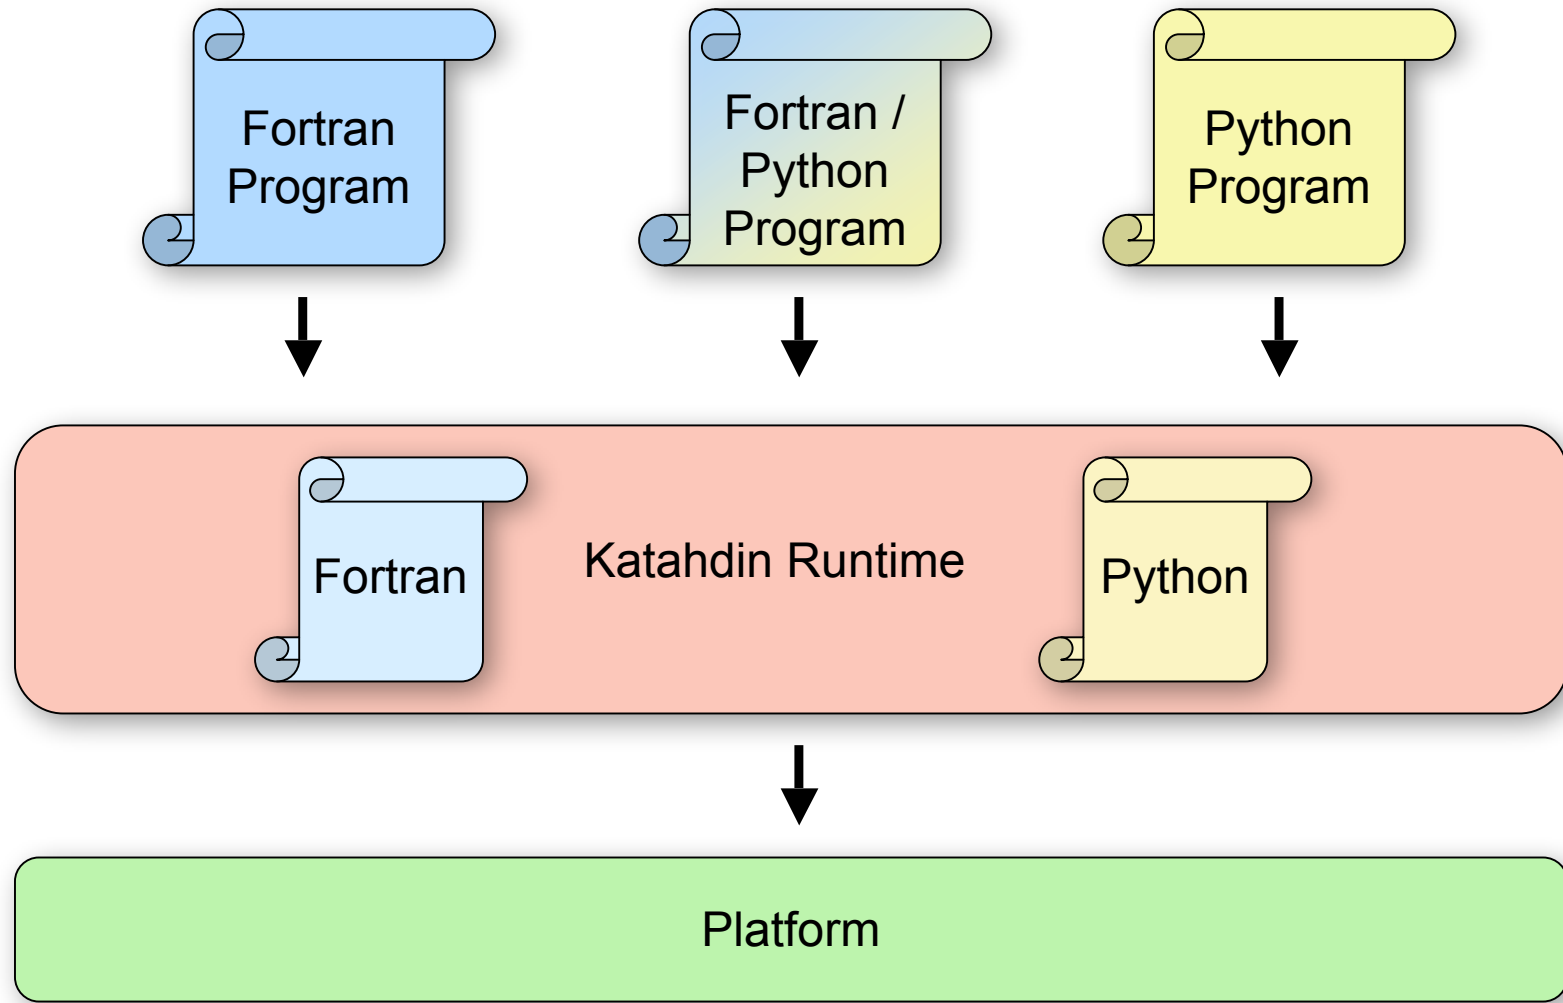 Fortran
Program
Fortran /
Python
Program
Python
Program
Fortran
Katahdin Runtime
Python
Platform